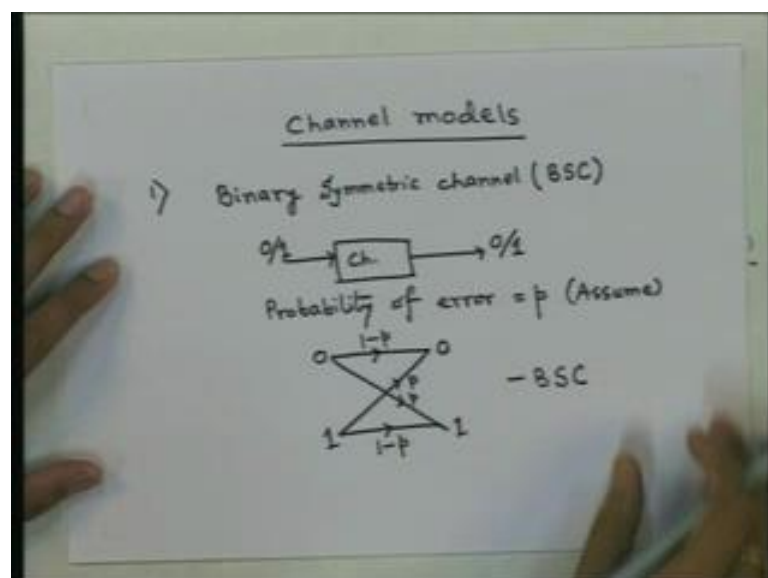 Channel models
1) Binary Symmetric channel (BSC)
0/1 Ch. 0/1
Probability of error = p (Assume)
1-p
0 0
p
p
- BSC
1 1
1-p